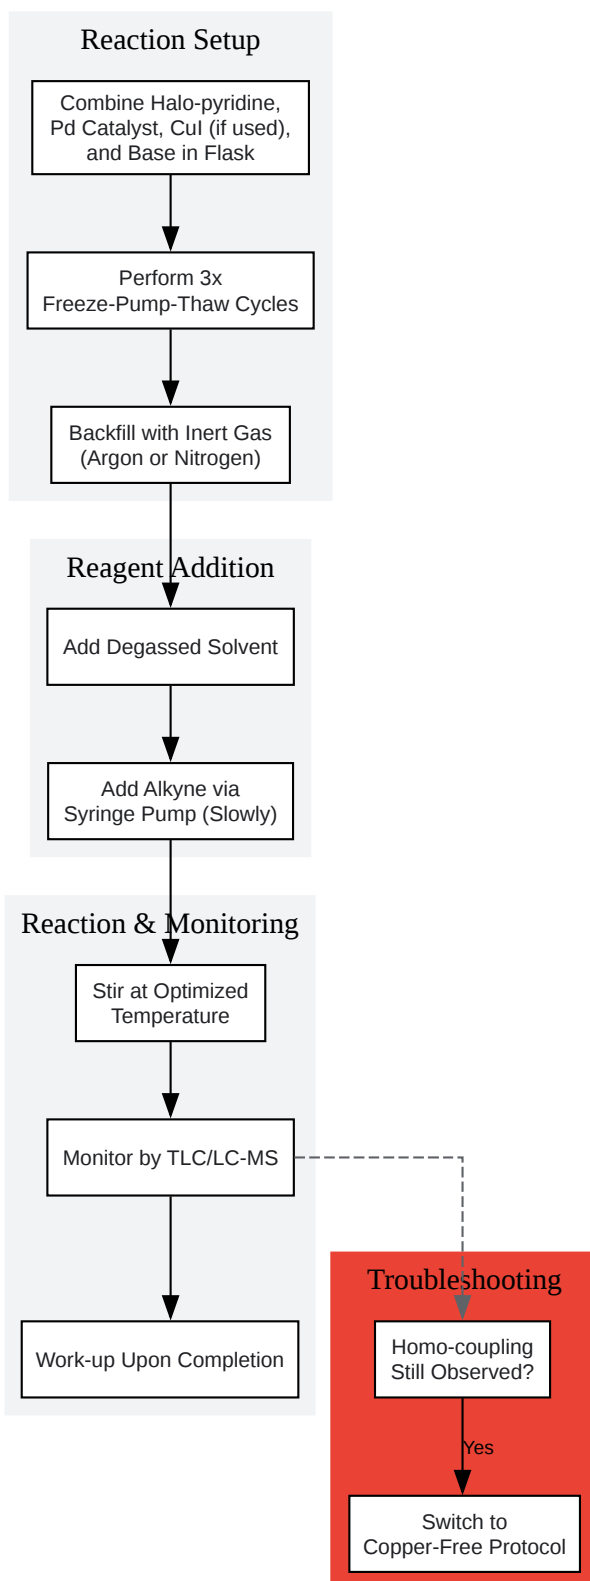 Reaction Setup
Combine Halo-pyridine,
Pd Catalyst, CuI (if used),
and Base in Flask
Perform 3x
Freeze-Pump-Thaw Cycles
Backfill with Inert Gas
(Argon or Nitrogen)
Reagent Addition
Add Degassed Solvent
Add Alkyne via
Syringe Pump (Slowly)
Reaction & Monitoring
Stir at Optimized
Temperature
Monitor by TLC/LC-MS
Work-up Upon Completion
Troubleshooting
Homo-coupling
Still Observed?
Yes
Switch to
Copper-Free Protocol